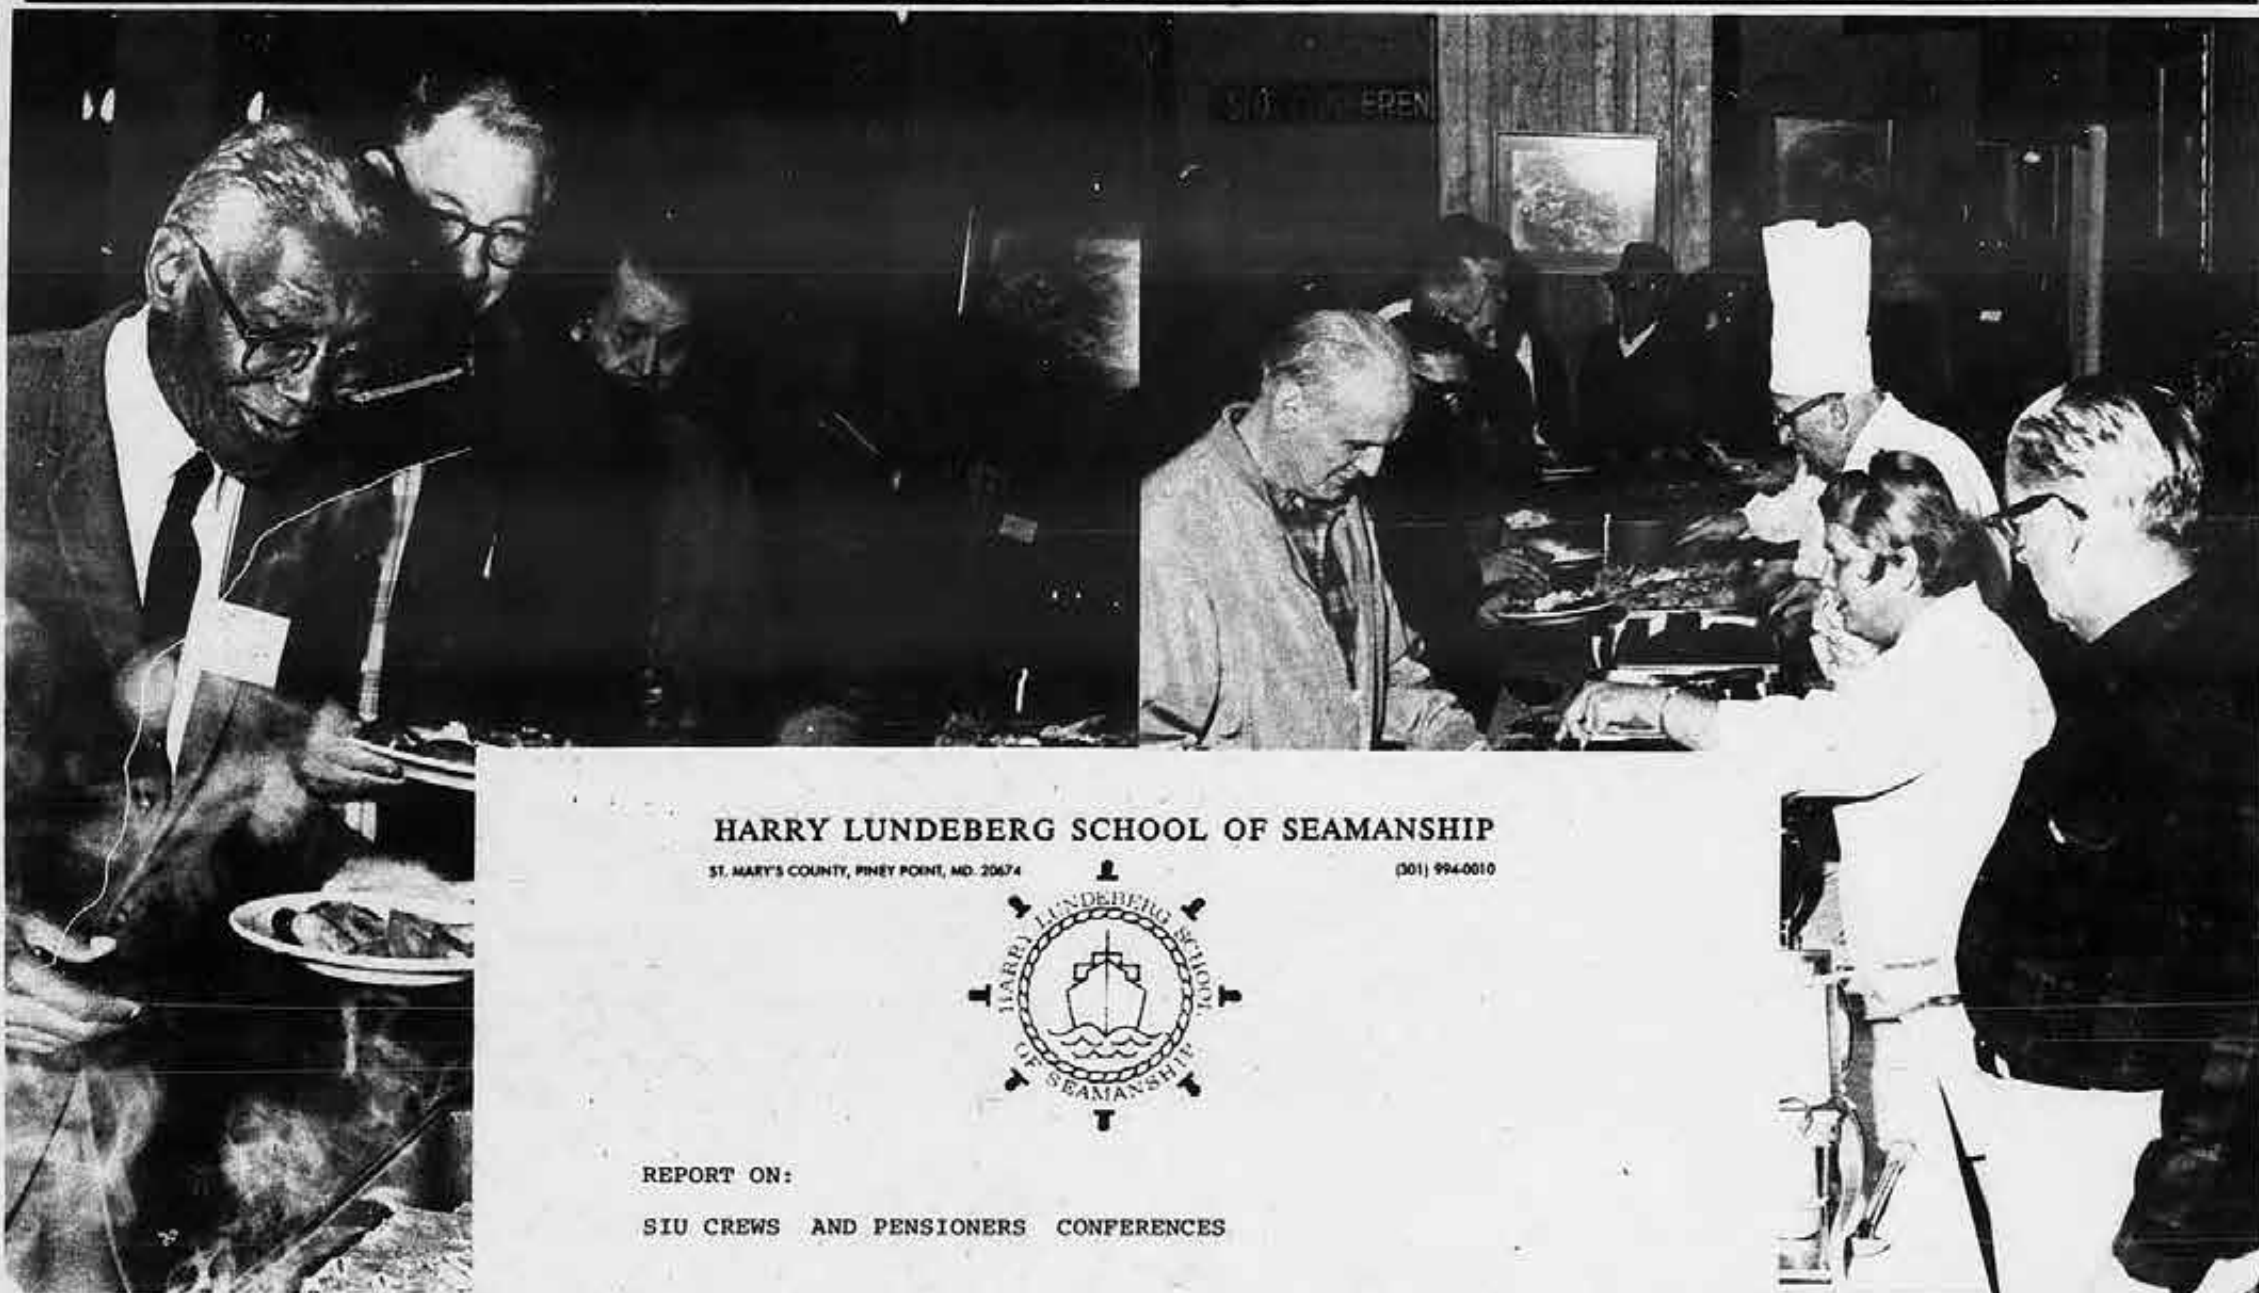 HARRY LUNDEBERG SCHOOL OF SEAMANSHIP
ST. MARY'S COUNTY, PINEY POINT, MD. 20674 (301) 994-0010
HARRY LUNDEBERG SCHOOL
OF SEAMANSHIP
REPORT ON:
SIU CREWS AND PENSIONERS CONFERENCES